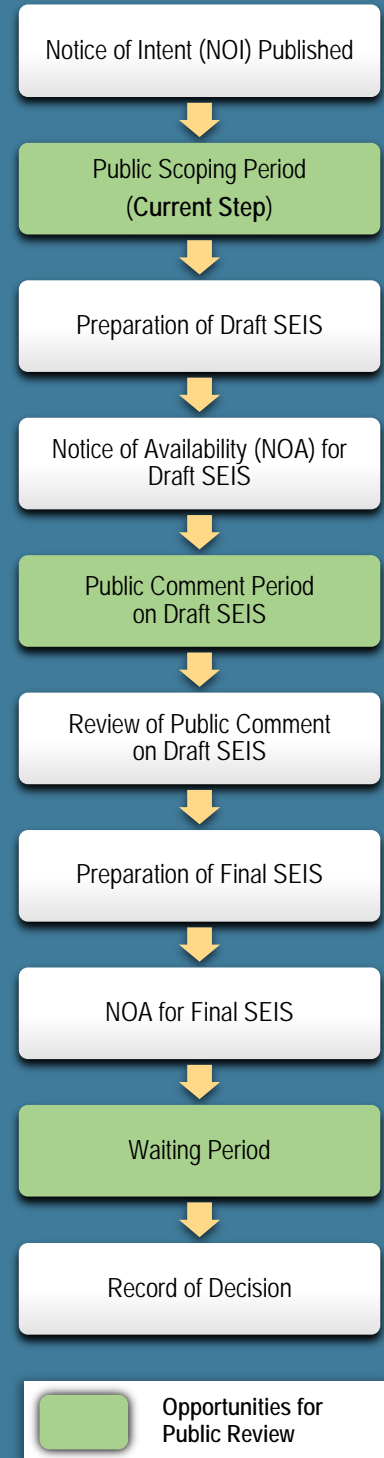 Notice of Intent (NOI) Published
Public Scoping Period
(Current Step)
Preparation of Draft SEIS
Notice of Availability (NOA) for
Draft SEIS
Public Comment Period
on Draft SEIS
Review of Public Comment
on Draft SEIS
Preparation of Final SEIS
NOA for Final SEIS
Waiting Period
Record of Decision
Opportunities for
Public Review